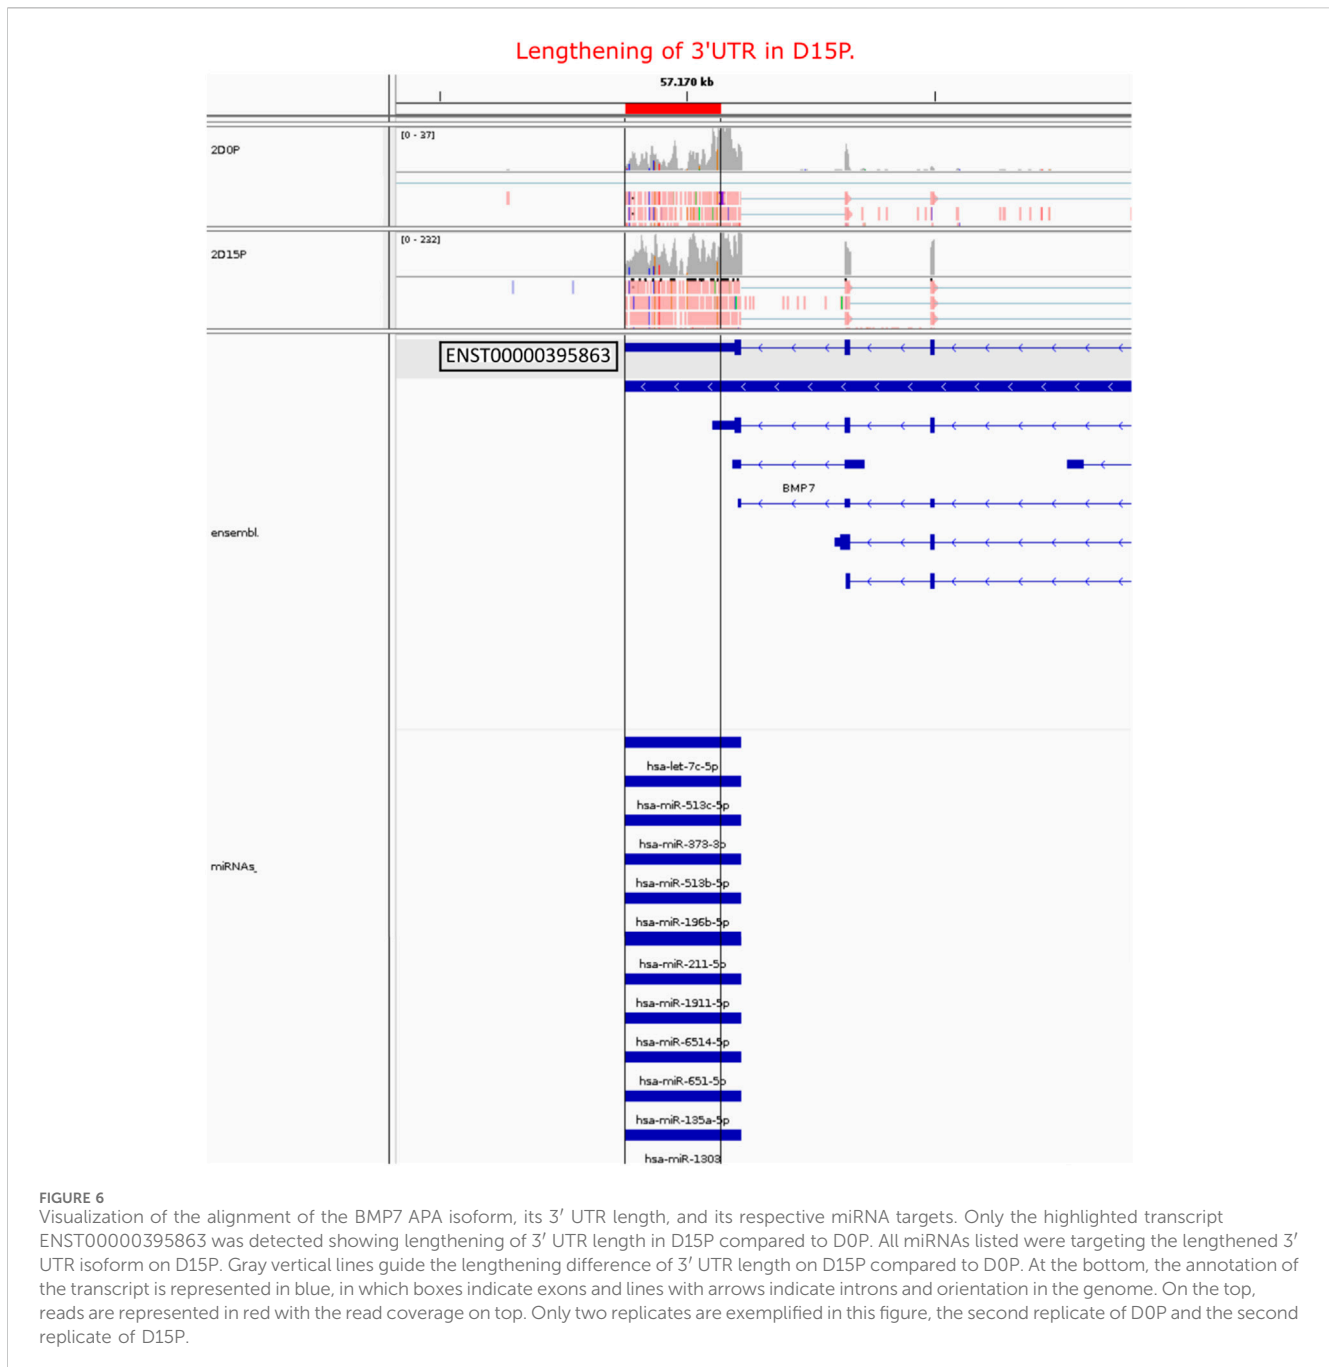 Lengthening of 3'UTR in D15P.
57.170 kb
[0 - 37]
2D0P
[0 - 232]
2D15P
ENST00000395863
BMP7
ensembl.
hsa-let-7c-5p
hsa-miR-513c-5p
hsa-miR-373-3p
miRNAs_
hsa-miR-513b-5p
hsa-miR-196b-5p
hsa-miR-211-5p
hsa-miR-1911-5p
hsa-miR-6514-5p
hsa-miR-651-5p
hsa-miR-135a-5p
hsa-miR-1303
FIGURE 6
Visualization of the alignment of the BMP7 APA isoform, its 3′ UTR length, and its respective miRNA targets. Only the highlighted transcript
ENST00000395863 was detected showing lengthening of 3′ UTR length in D15P compared to D0P. All miRNAs listed were targeting the lengthened 3′
UTR isoform on D15P. Gray vertical lines guide the lengthening difference of 3′ UTR length on D15P compared to D0P. At the bottom, the annotation of
the transcript is represented in blue, in which boxes indicate exons and lines with arrows indicate introns and orientation in the genome. On the top,
reads are represented in red with the read coverage on top. Only two replicates are exemplified in this figure, the second replicate of D0P and the second
replicate of D15P.